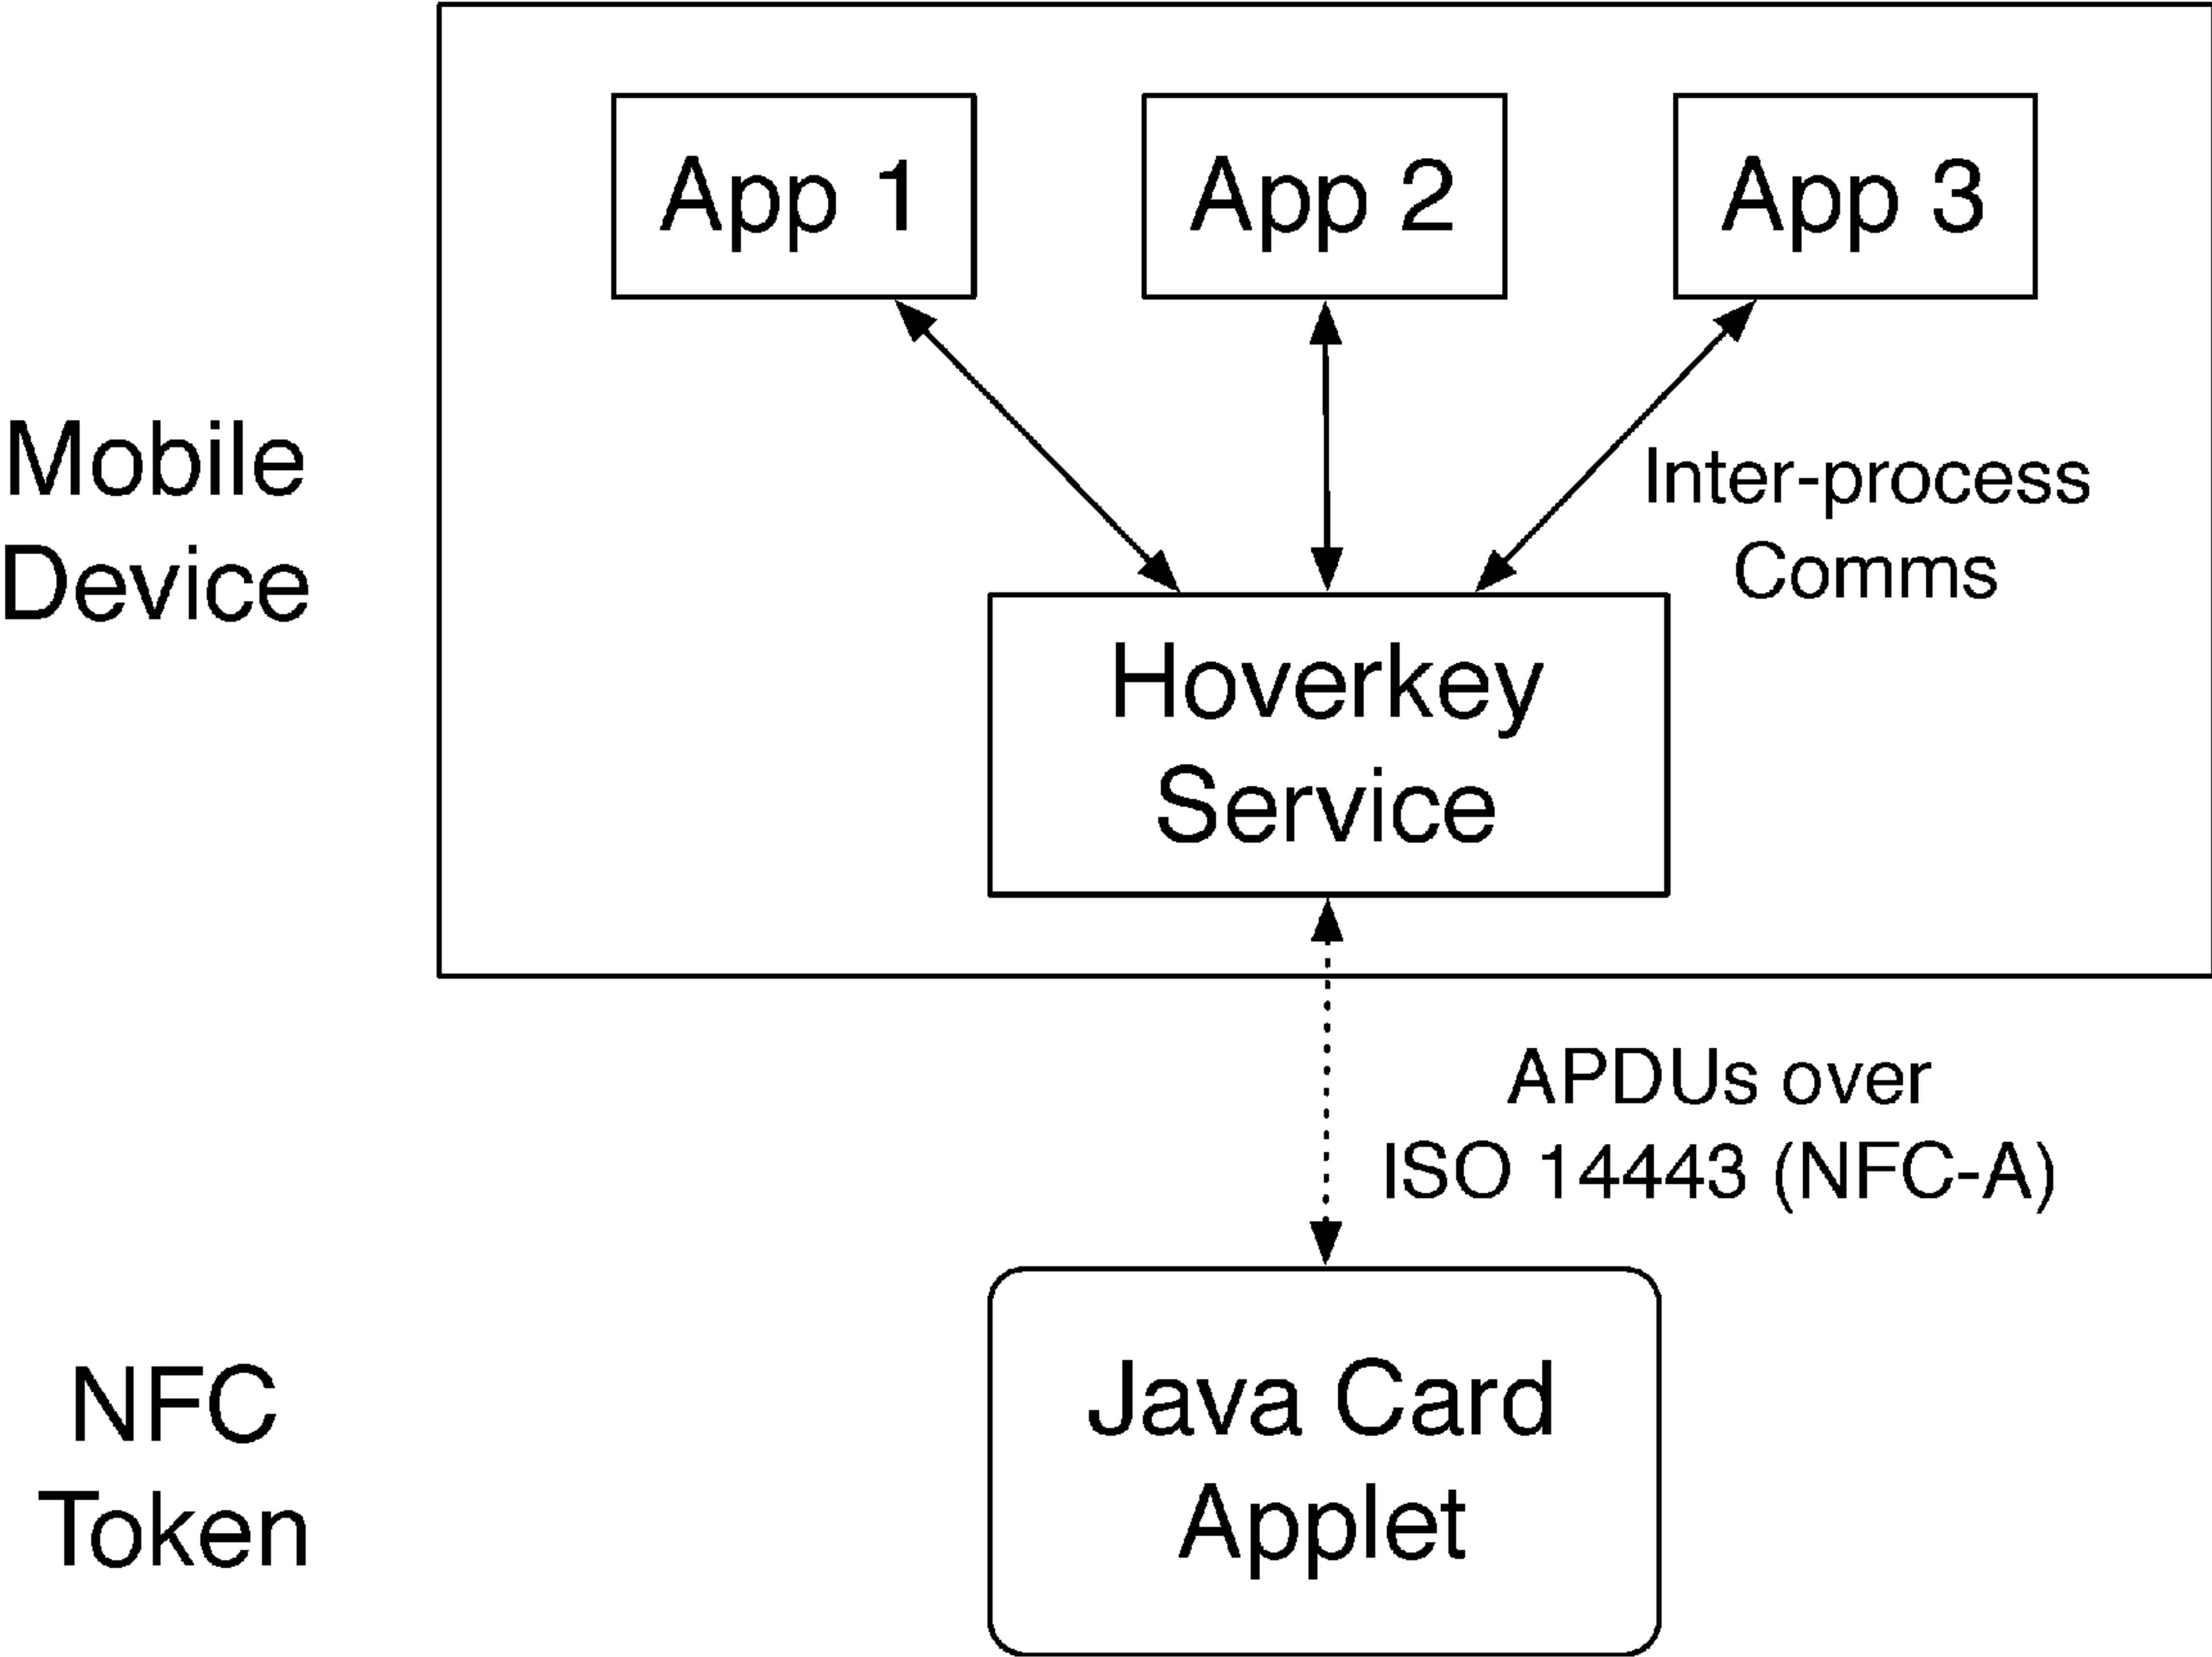 App 1
App 2
App 3
Mobile
Device
Inter-process
Comms
Hoverkey
Service
APDUs over
ISO 14443 (NFC-A)
NFC
Token
Java Card
Applet